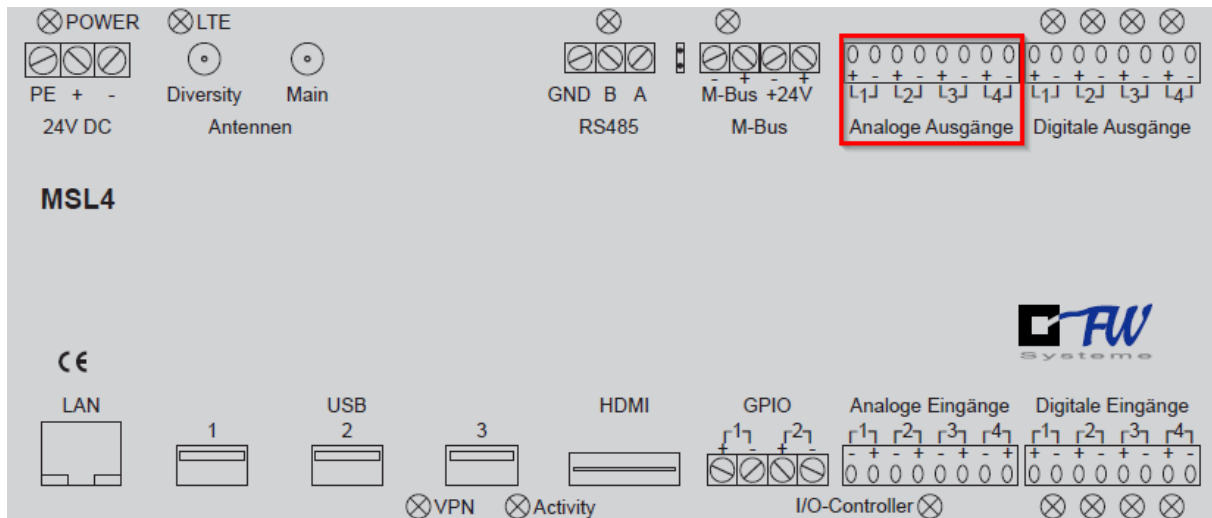 POWER LTE
- + - +
+ - + - + - + - + - + - + - + -
PE + - Diversity Main GND B A M-Bus +24V 1 2 3 4 1 2 3 4
24V DC Antennen RS485 M-Bus Analoge Ausgänge Digitale Ausgänge
MSL4
FW
Systeme
CE
LAN USB HDMI GPIO Analoge Eingänge Digitale Eingänge
1 2 3 1 2 1 2 3 4 1 2 3 4
+ - + - - + - + - + - + + - + - + - + -
VPN Activity I/O-Controller